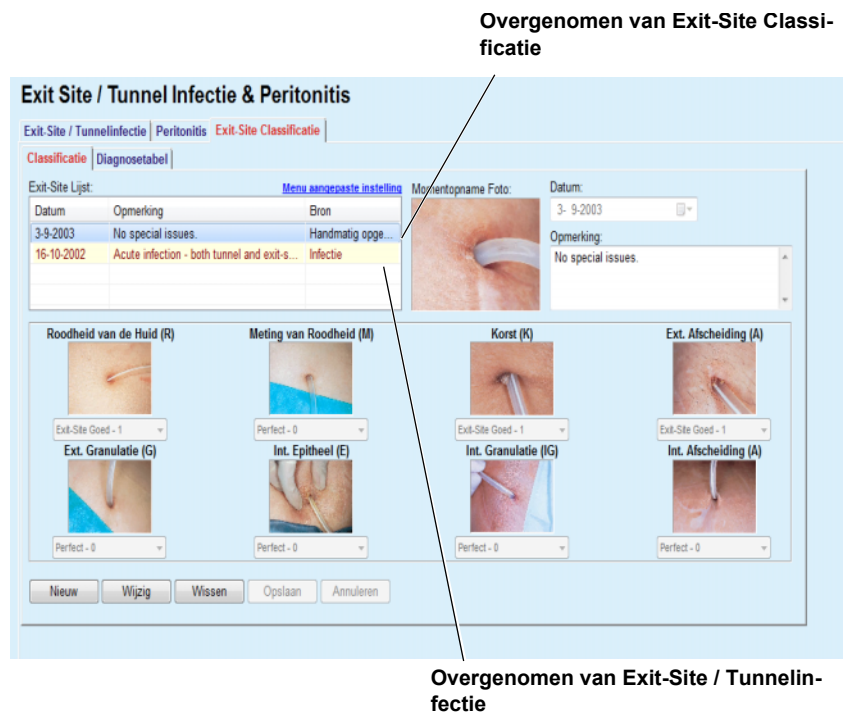 Overgenomen van Exit-Site Classi-
ficatie
Exit Site / Tunnel Infectie & Peritonitis
Exit-Site / Tunnelinfectie Peritonitis Exit-Site Classificatie
Classificatie Diagnosetabel
Exit-Site Lijst: Menu aangepaste instelling Momentopname Foto: Datum:
Datum Opmerking Bron 3- 9-2003
3-9-2003 No special issues. Handmatig opge... Opmerking:
16-10-2002 Acute infection - both tunnel and exit-s... Infectie No special issues.
Roodheid van de Huid (R) Meting van Roodheid (M) Korst (K) Ext. Afscheiding (A)
Exit-Site Goed - 1 Perfect - 0 Exit-Site Goed - 1 Exit-Site Goed - 1
Ext. Granulatie (G) Int. Epitheel (E) Int. Granulatie (IG) Int. Afscheiding (A)
Perfect - 0 Perfect - 0 Perfect - 0 Perfect - 0
Nieuw Wijzig Wissen Opslaan Annuleren
Overgenomen van Exit-Site / Tunnelin-
fectie